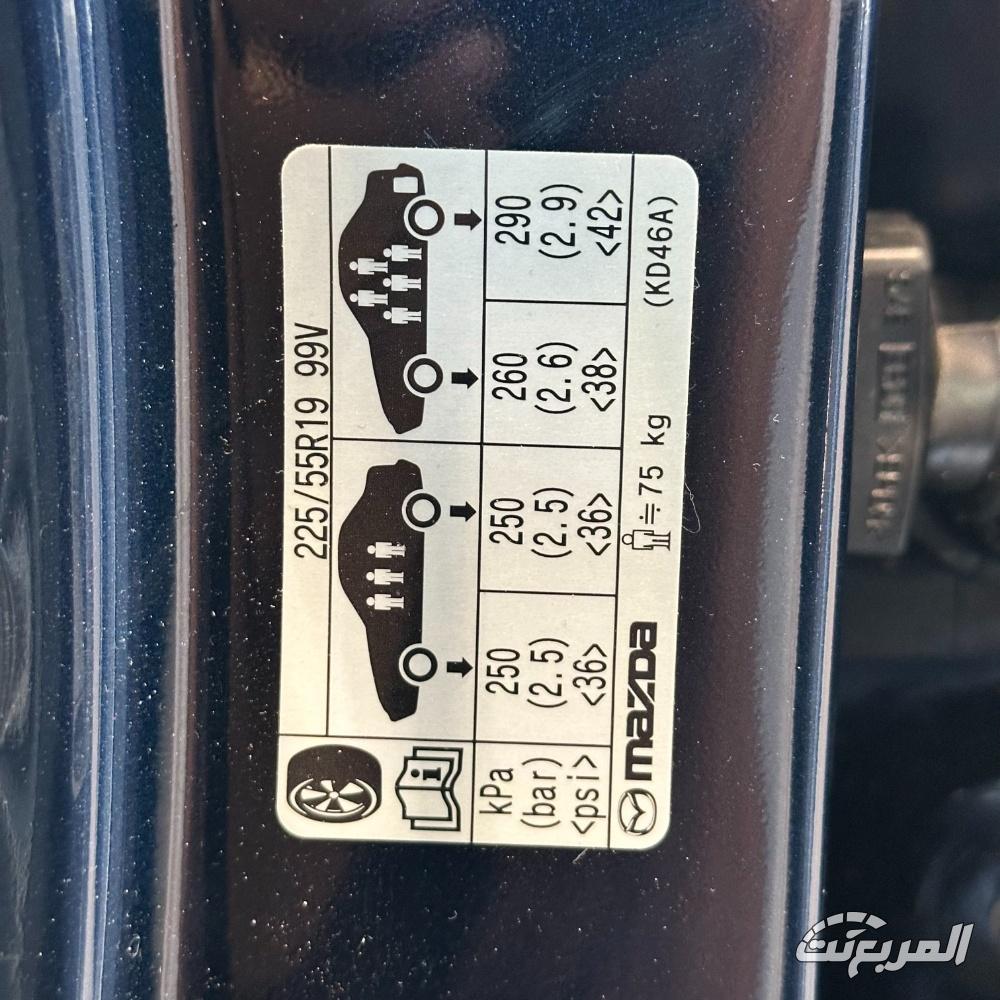 225/55R19 99V
kPa
(bar)
<psi>
250
(2.5)
<36>
250
(2.5)
<36>
260
(2.6)
<38>
290
(2.9)
<42>
mazda
≒75 kg
(KD46A)
المربع نت